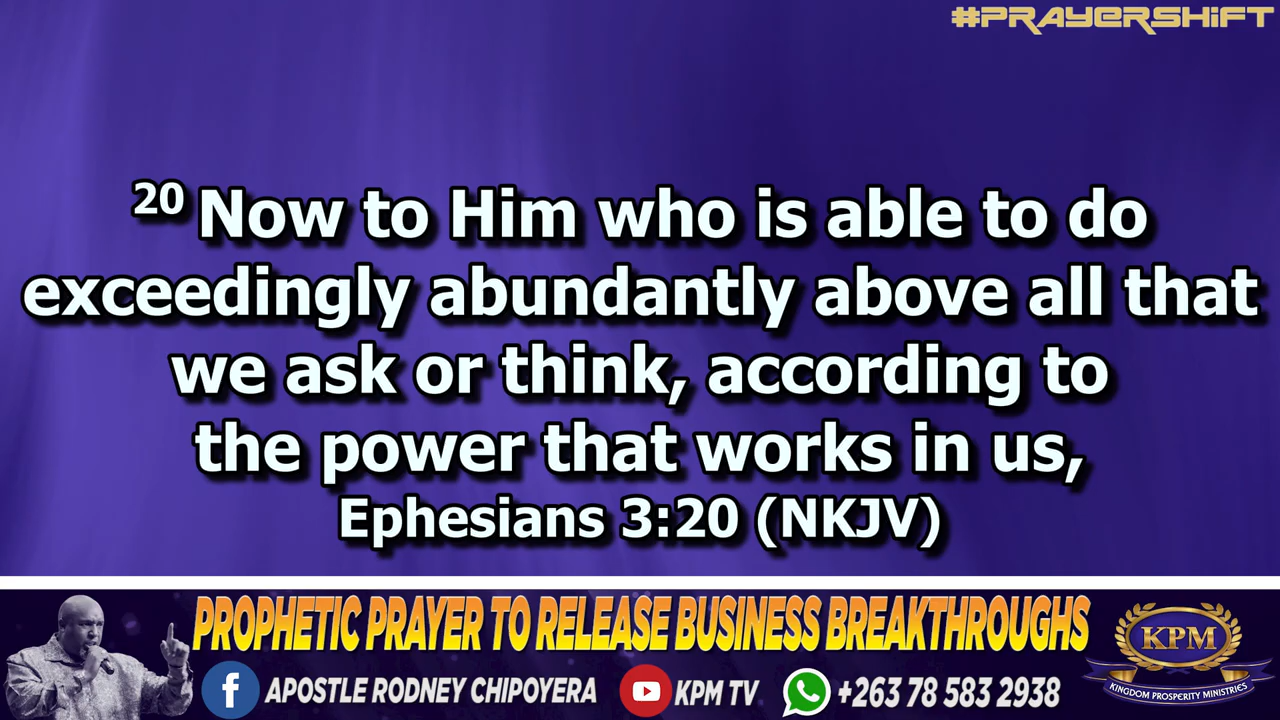 #PRAYERSHIFT
20 Now to Him who is able to do
exceedingly abundantly above all that
we ask or think, according to
the power that works in us,
Ephesians 3:20 (NKJV)
PROPHETIC PRAYER TO RELEASE BUSINESS BREAKTHROUGHS
APOSTLE RODNEY CHIPOYERA KPM TV +263 78 583 2938
KPM
KINGDOM PROSPERITY MINISTRIES